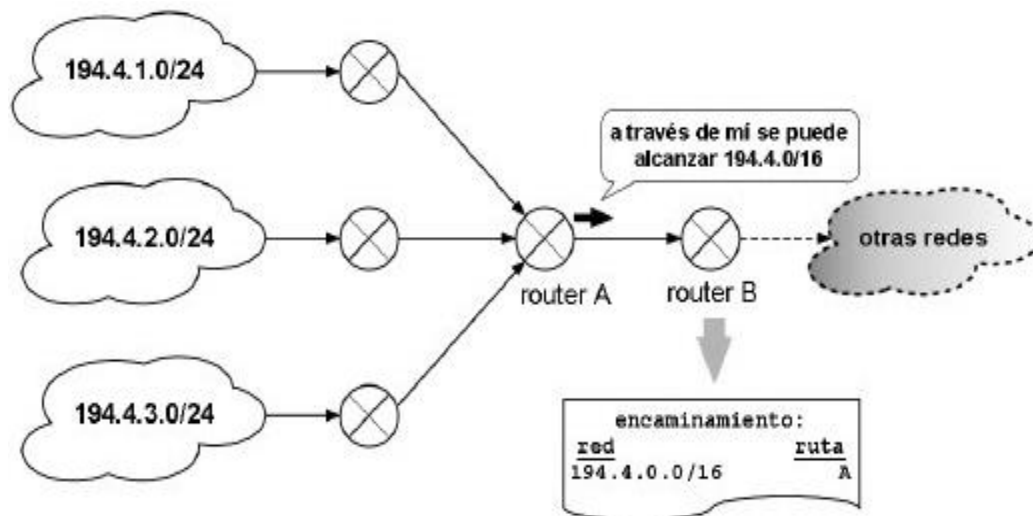 194.4.1.0/24
a través de mí se puede
alcanzar 194.4.0/16
194.4.2.0/24
otras redes
router A
router B
194.4.3.0/24
encaminamiento:
red ruta
194.4.0.0/16 A